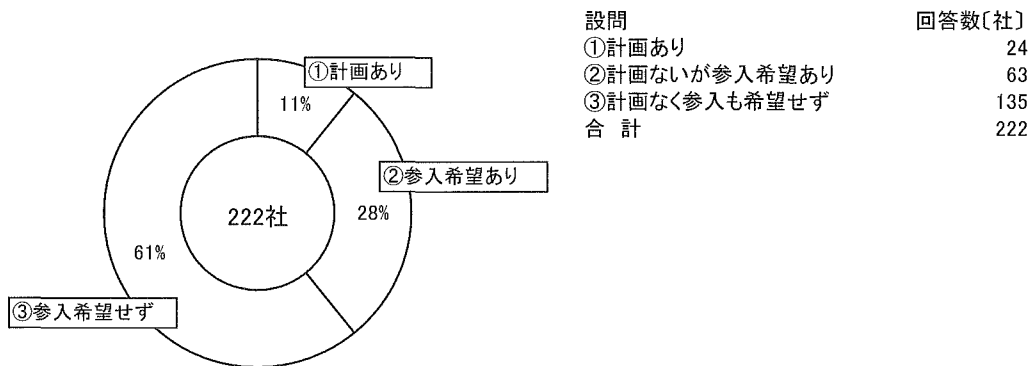 ①計画あり
11%
②参入希望あり
28%
222社
61%
③参入希望せず
設問 回答数〔社〕
①計画あり 24
②計画ないが参入希望あり 63
③計画なく参入も希望せず 135
合 計 222